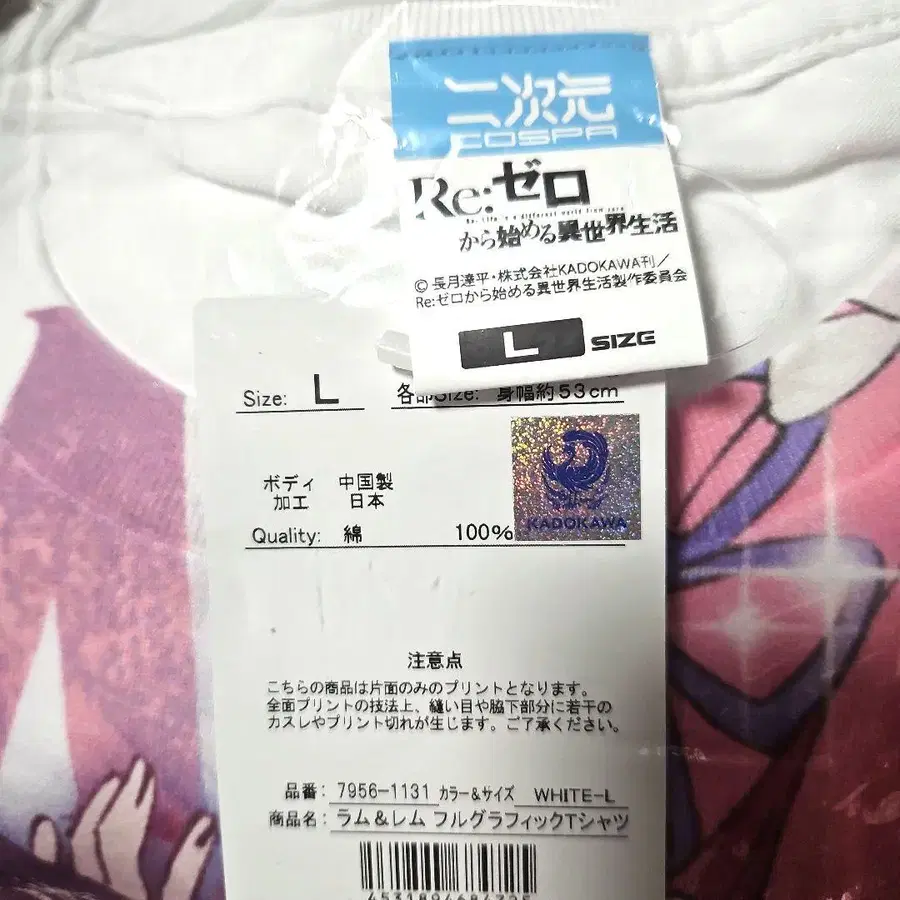 二次元
COSPA
Re:ゼロ
Re: Life in a different world from zero
から始める異世界生活
© 長月達平・株式会社KADOKAWA刊／
Re:ゼロから始める異世界生活製作委員会
L SIZE
Size: L 各部Size: 身幅約53cm
ボディ 中国製
加工 日本
KADOKAWA
Quality: 綿 100%
注意点
こちらの商品は片面のみのプリントとなります。
全面プリントの技法上、縫い目や脇下部分に若干の
カスレやプリント切れが生じます。ご了承ください。
品番: 7956-1131 カラー&サイズ WHITE-L
商品名: ラム&レム フルグラフィックTシャツ